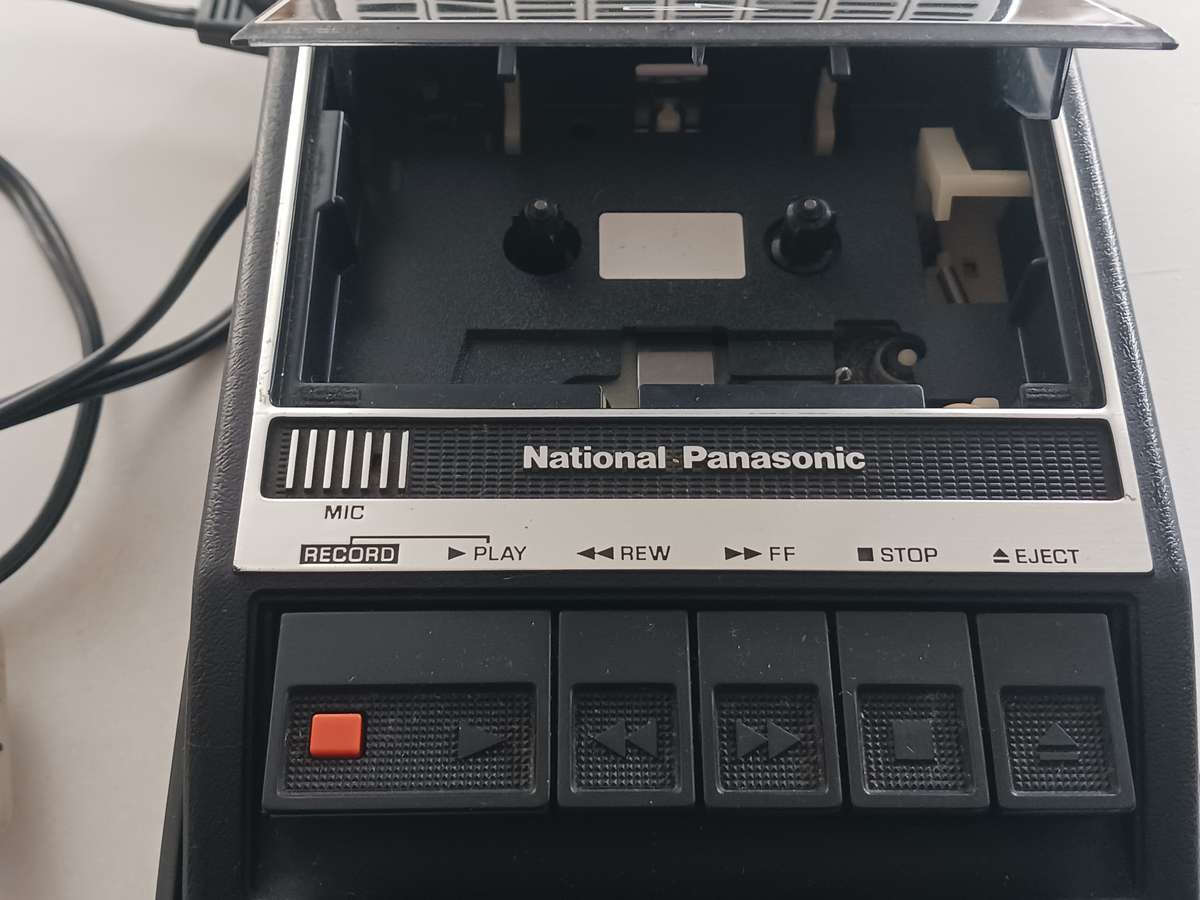 National Panasonic
MIC
RECORD ▶ PLAY ◀◀ REW ▶▶ FF ■ STOP ⏏ EJECT